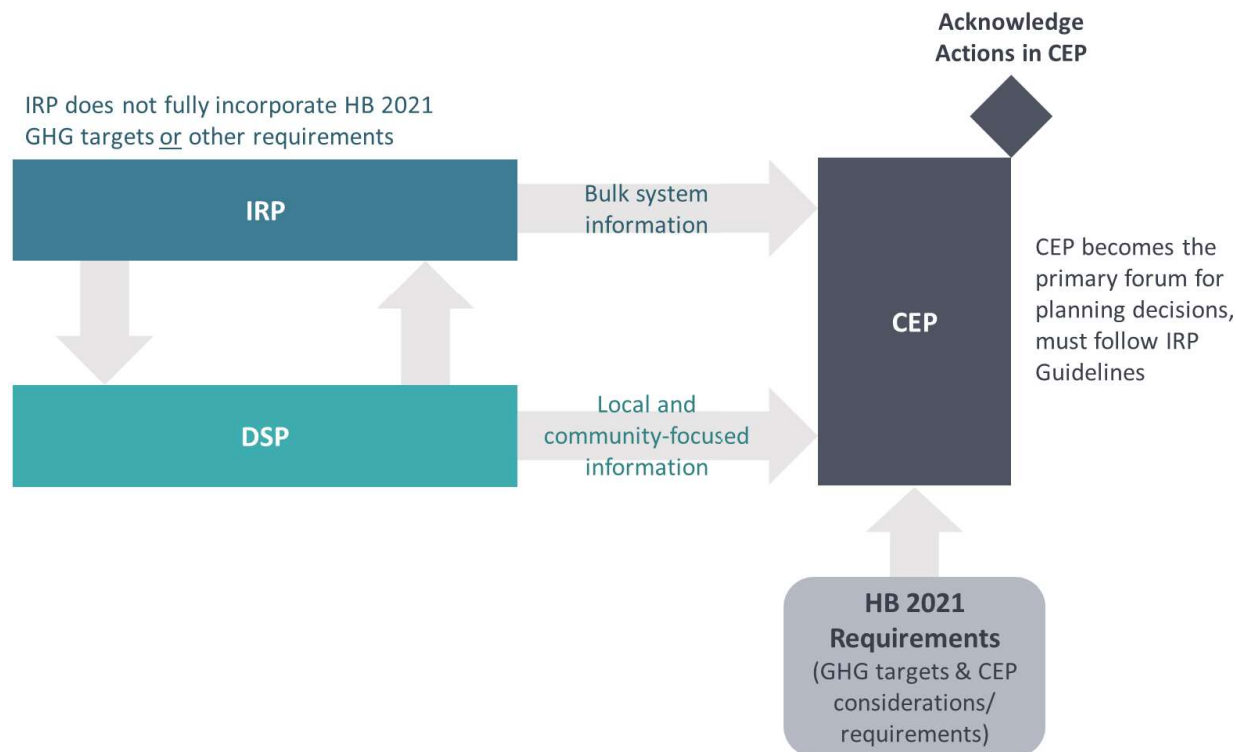 Acknowledge
Actions in CEP
IRP does not fully incorporate HB 2021
GHG targets or other requirements
IRP
Bulk system
information
CEP
CEP becomes the
primary forum for
planning decisions,
must follow IRP
Guidelines
DSP
Local and
community-focused
information
HB 2021
Requirements
(GHG targets & CEP
considerations/
requirements)